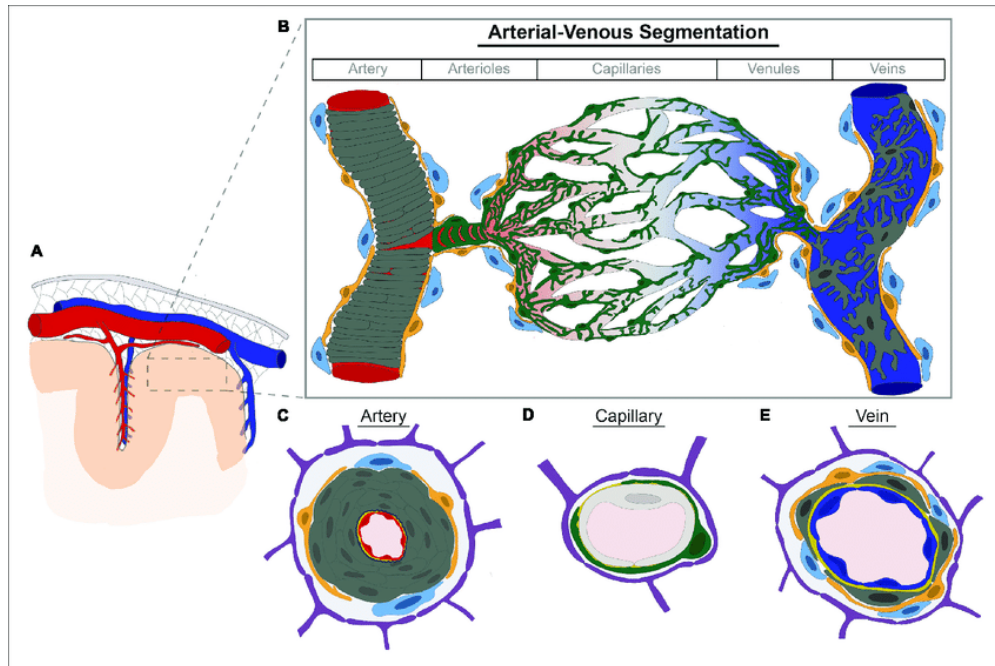 B
Arterial-Venous Segmentation
Artery Arterioles Capillaries Venules Veins
A
C Artery
D Capillary
E Vein